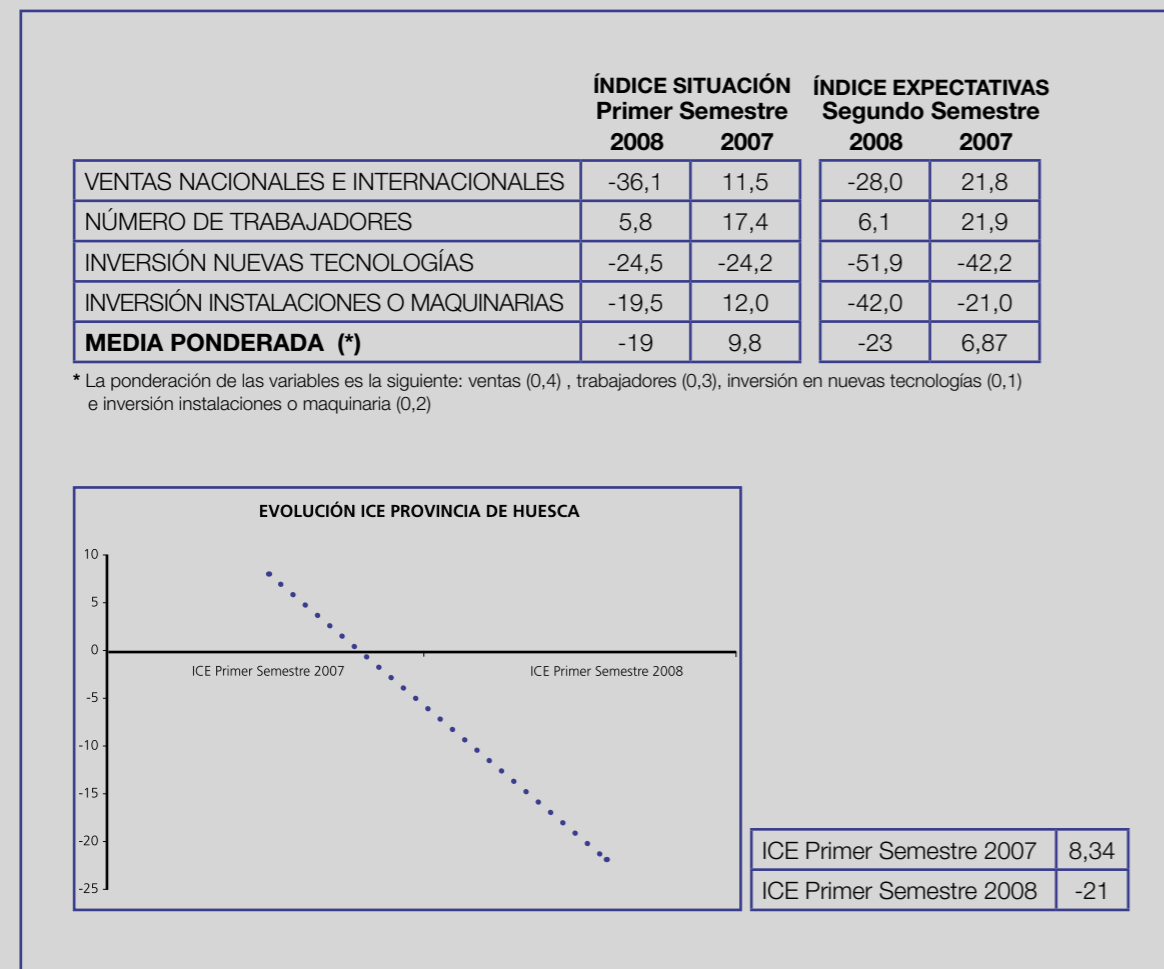 ÍNDICE SITUACIÓN ÍNDICE EXPECTATIVAS
Primer Semestre Segundo Semestre
2008 2007 2008 2007
VENTAS NACIONALES E INTERNACIONALES -36,1 11,5 -28,0 21,8
NÚMERO DE TRABAJADORES 5,8 17,4 6,1 21,9
INVERSIÓN NUEVAS TECNOLOGÍAS -24,5 -24,2 -51,9 -42,2
INVERSIÓN INSTALACIONES O MAQUINARIAS -19,5 12,0 -42,0 -21,0
MEDIA PONDERADA (*) -19 9,8 -23 6,87
* La ponderación de las variables es la siguiente: ventas (0,4) , trabajadores (0,3), inversión en nuevas tecnologías (0,1)
e inversión instalaciones o maquinaria (0,2)
EVOLUCIÓN ICE PROVINCIA DE HUESCA
10
5
0
ICE Primer Semestre 2007 ICE Primer Semestre 2008
-5
-10
-15
-20
-25
ICE Primer Semestre 2007 8,34
ICE Primer Semestre 2008 -21